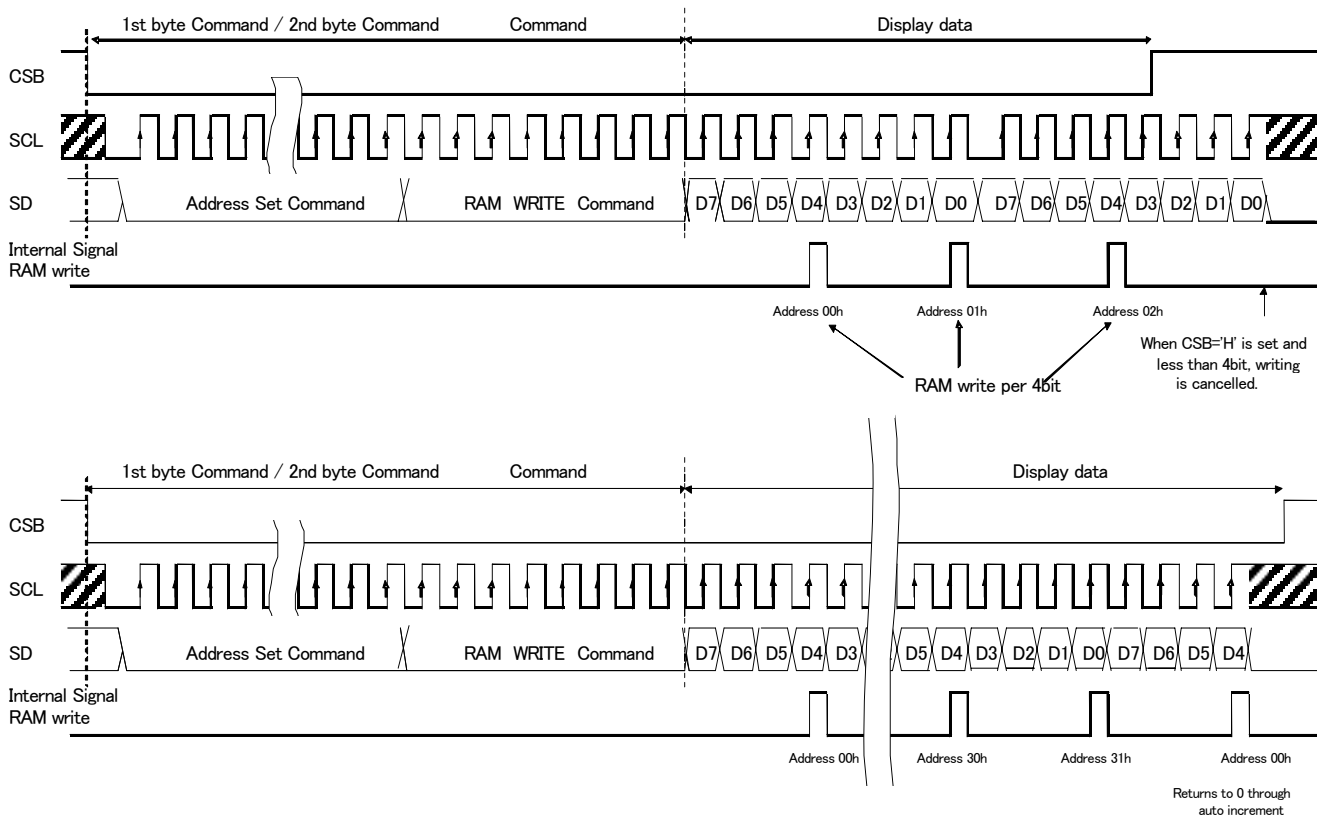 1st byte Command / 2nd byte Command Command Display data
CSB
SCL
SD Address Set Command RAM WRITE Command D7 D6 D5 D4 D3 D2 D1 D0 D7 D6 D5 D4 D3 D2 D1 D0
Internal Signal
RAM write
Address 00h Address 01h Address 02h
When CSB='H' is set and
less than 4bit, writing
is cancelled.
RAM write per 4bit
1st byte Command / 2nd byte Command Command Display data
CSB
SCL
SD Address Set Command RAM WRITE Command D7 D6 D5 D4 D3 D5 D4 D3 D2 D1 D0 D7 D6 D5 D4
Internal Signal
RAM write
Address 00h Address 30h Address 31h Address 00h
Returns to 0 through
auto increment